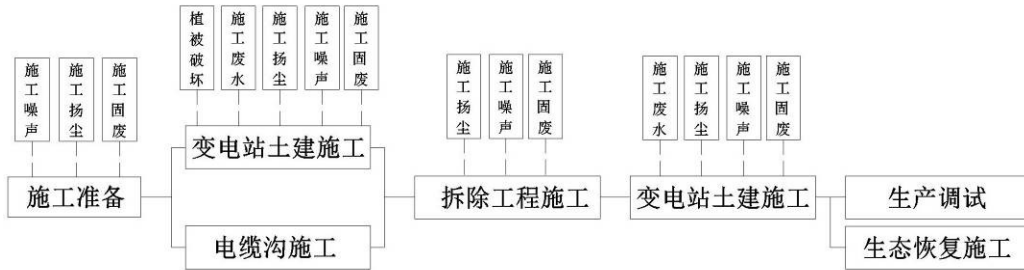 植被破坏
施工废水
施工扬尘
施工噪声
施工固废
施工噪声
施工扬尘
施工固废
施工扬尘
施工噪声
施工固废
施工废水
施工扬尘
施工噪声
施工固废
变电站土建施工
施工准备
拆除工程施工
变电站土建施工
生产调试
电缆沟施工
生态恢复施工